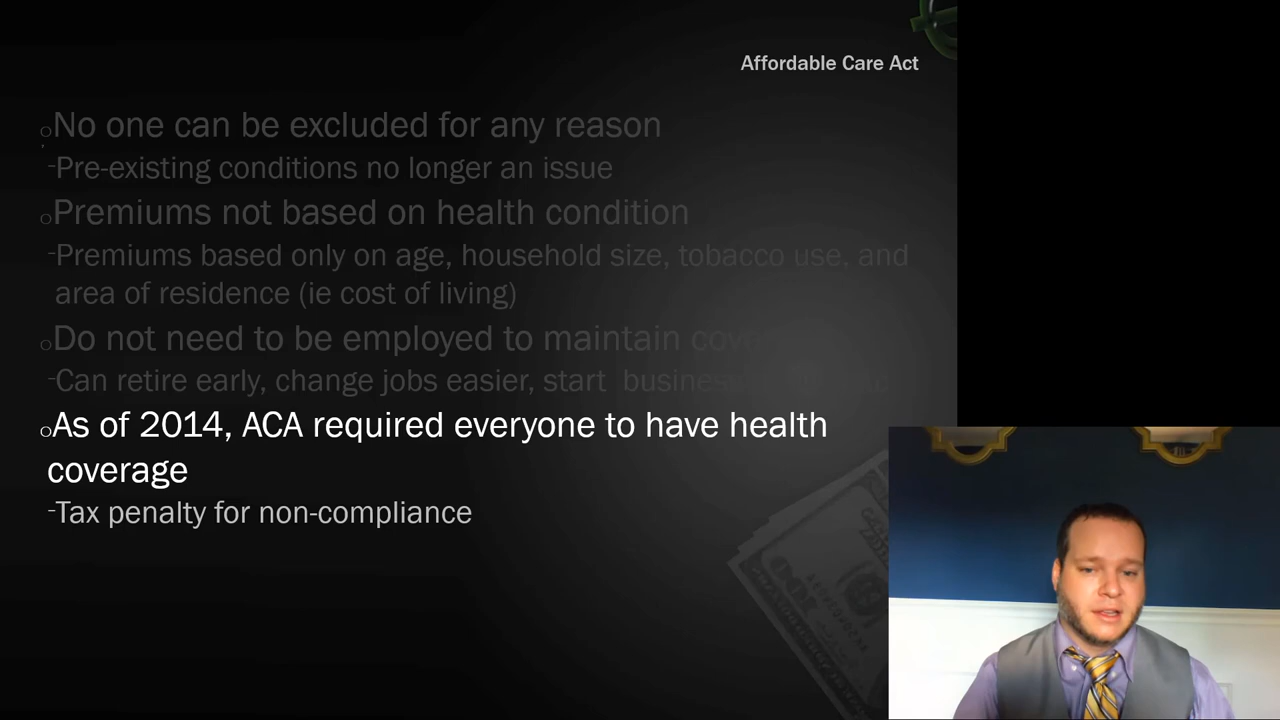 Affordable Care Act
No one can be excluded for any reason
-Pre-existing conditions no longer an issue
Premiums not based on health condition
-Premiums based only on age, household size, tobacco use, and
area of residence (ie cost of living)
Do not need to be employed to maintain
-Can retire early, change jobs easier, start
As of 2014, ACA required everyone to have health
coverage
-Tax penalty for non-compliance